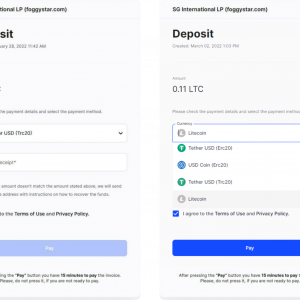 national LP (foggystar.com)
osit
uary 28, 2022 11:42 AM
he payment details and select the payment method.
r USD (Trc20)
eceipt*
amount doesn't match the amount stated above, we will send
address with instructions on how to recover the funds.
to the Terms of Use and Privacy Policy.
Pay
After pressing the "Pay" button you have 15 minutes to pay the invoice.
Please, do not press it, if you are not ready to pay.
SG International LP (foggystar.com)
Deposit
Created: March 02, 2022 1:03 PM
Amount
0.11 LTC
Please check the payment details and select the payment method.
Currency
Litecoin
Tether USD (Erc20)
USD Coin (Erc20)
Tether USD (Trc20)
Litecoin
I agree to the Terms of Use and Privacy Policy.
Pay
After pressing the "Pay" button you have 15 minutes to pay the invoice.
Please, do not press it, if you are not ready to pay.